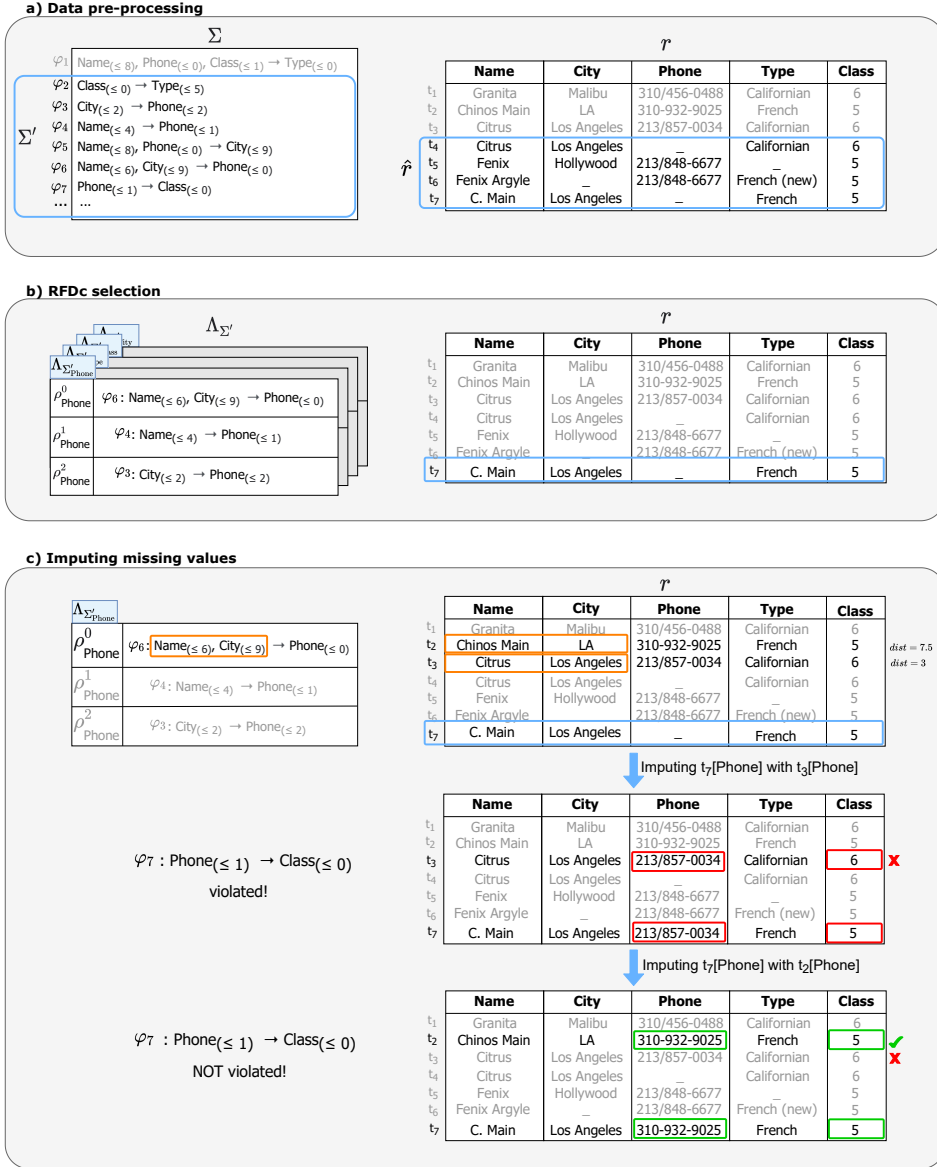 a) Data pre-processing
Σ
φ1 Name(≤ 8), Phone(≤ 0), Class(≤ 1) → Type(≤ 0)
φ2 Class(≤ 0) → Type(≤ 5)
φ3 City(≤ 2) → Phone(≤ 2)
Σ′ φ4 Name(≤ 4) → Phone(≤ 1)
φ5 Name(≤ 8), Phone(≤ 0) → City(≤ 9)
φ6 Name(≤ 6), City(≤ 9) → Phone(≤ 0)
φ7 Phone(≤ 1) → Class(≤ 0)
... ...
r
Name City Phone Type Class
t1 Granita Malibu 310/456-0488 Californian 6
t2 Chinos Main LA 310-932-9025 French 5
t3 Citrus Los Angeles 213/857-0034 Californian 6
t4 Citrus Los Angeles _ Californian 6
r̂ t5 Fenix Hollywood 213/848-6677 _ 5
t6 Fenix Argyle _ 213/848-6677 French (new) 5
t7 C. Main Los Angeles _ French 5
b) RFDc selection
ΛΣ′
ΛΣ′Phone
ρ0Phone φ6: Name(≤ 6), City(≤ 9) → Phone(≤ 0)
ρ1Phone φ4: Name(≤ 4) → Phone(≤ 1)
ρ2Phone φ3: City(≤ 2) → Phone(≤ 2)
r
Name City Phone Type Class
t1 Granita Malibu 310/456-0488 Californian 6
t2 Chinos Main LA 310-932-9025 French 5
t3 Citrus Los Angeles 213/857-0034 Californian 6
t4 Citrus Los Angeles _ Californian 6
t5 Fenix Hollywood 213/848-6677 _ 5
t6 Fenix Argyle _ 213/848-6677 French (new) 5
t7 C. Main Los Angeles _ French 5
c) Imputing missing values
ΛΣ′Phone
ρ0Phone φ6: Name(≤ 6), City(≤ 9) → Phone(≤ 0)
ρ1Phone φ4: Name(≤ 4) → Phone(≤ 1)
ρ2Phone φ3: City(≤ 2) → Phone(≤ 2)
r
Name City Phone Type Class
t1 Granita Malibu 310/456-0488 Californian 6
t2 Chinos Main LA 310-932-9025 French 5 dist = 7.5
t3 Citrus Los Angeles 213/857-0034 Californian 6 dist = 3
t4 Citrus Los Angeles _ Californian 6
t5 Fenix Hollywood 213/848-6677 _ 5
t6 Fenix Argyle _ 213/848-6677 French (new) 5
t7 C. Main Los Angeles _ French 5
Imputing t7[Phone] with t3[Phone]
φ7 : Phone(≤ 1) → Class(≤ 0)
violated!
Name City Phone Type Class
t1 Granita Malibu 310/456-0488 Californian 6
t2 Chinos Main LA 310-932-9025 French 5
t3 Citrus Los Angeles 213/857-0034 Californian 6 x
t4 Citrus Los Angeles _ Californian 6
t5 Fenix Hollywood 213/848-6677 _ 5
t6 Fenix Argyle _ 213/848-6677 French (new) 5
t7 C. Main Los Angeles 213/857-0034 French 5
Imputing t7[Phone] with t2[Phone]
φ7 : Phone(≤ 1) → Class(≤ 0)
NOT violated!
Name City Phone Type Class
t1 Granita Malibu 310/456-0488 Californian 6
t2 Chinos Main LA 310-932-9025 French 5 ✓
t3 Citrus Los Angeles 213/857-0034 Californian 6 x
t4 Citrus Los Angeles _ Californian 6
t5 Fenix Hollywood 213/848-6677 _ 5
t6 Fenix Argyle _ 213/848-6677 French (new) 5
t7 C. Main Los Angeles 310-932-9025 French 5